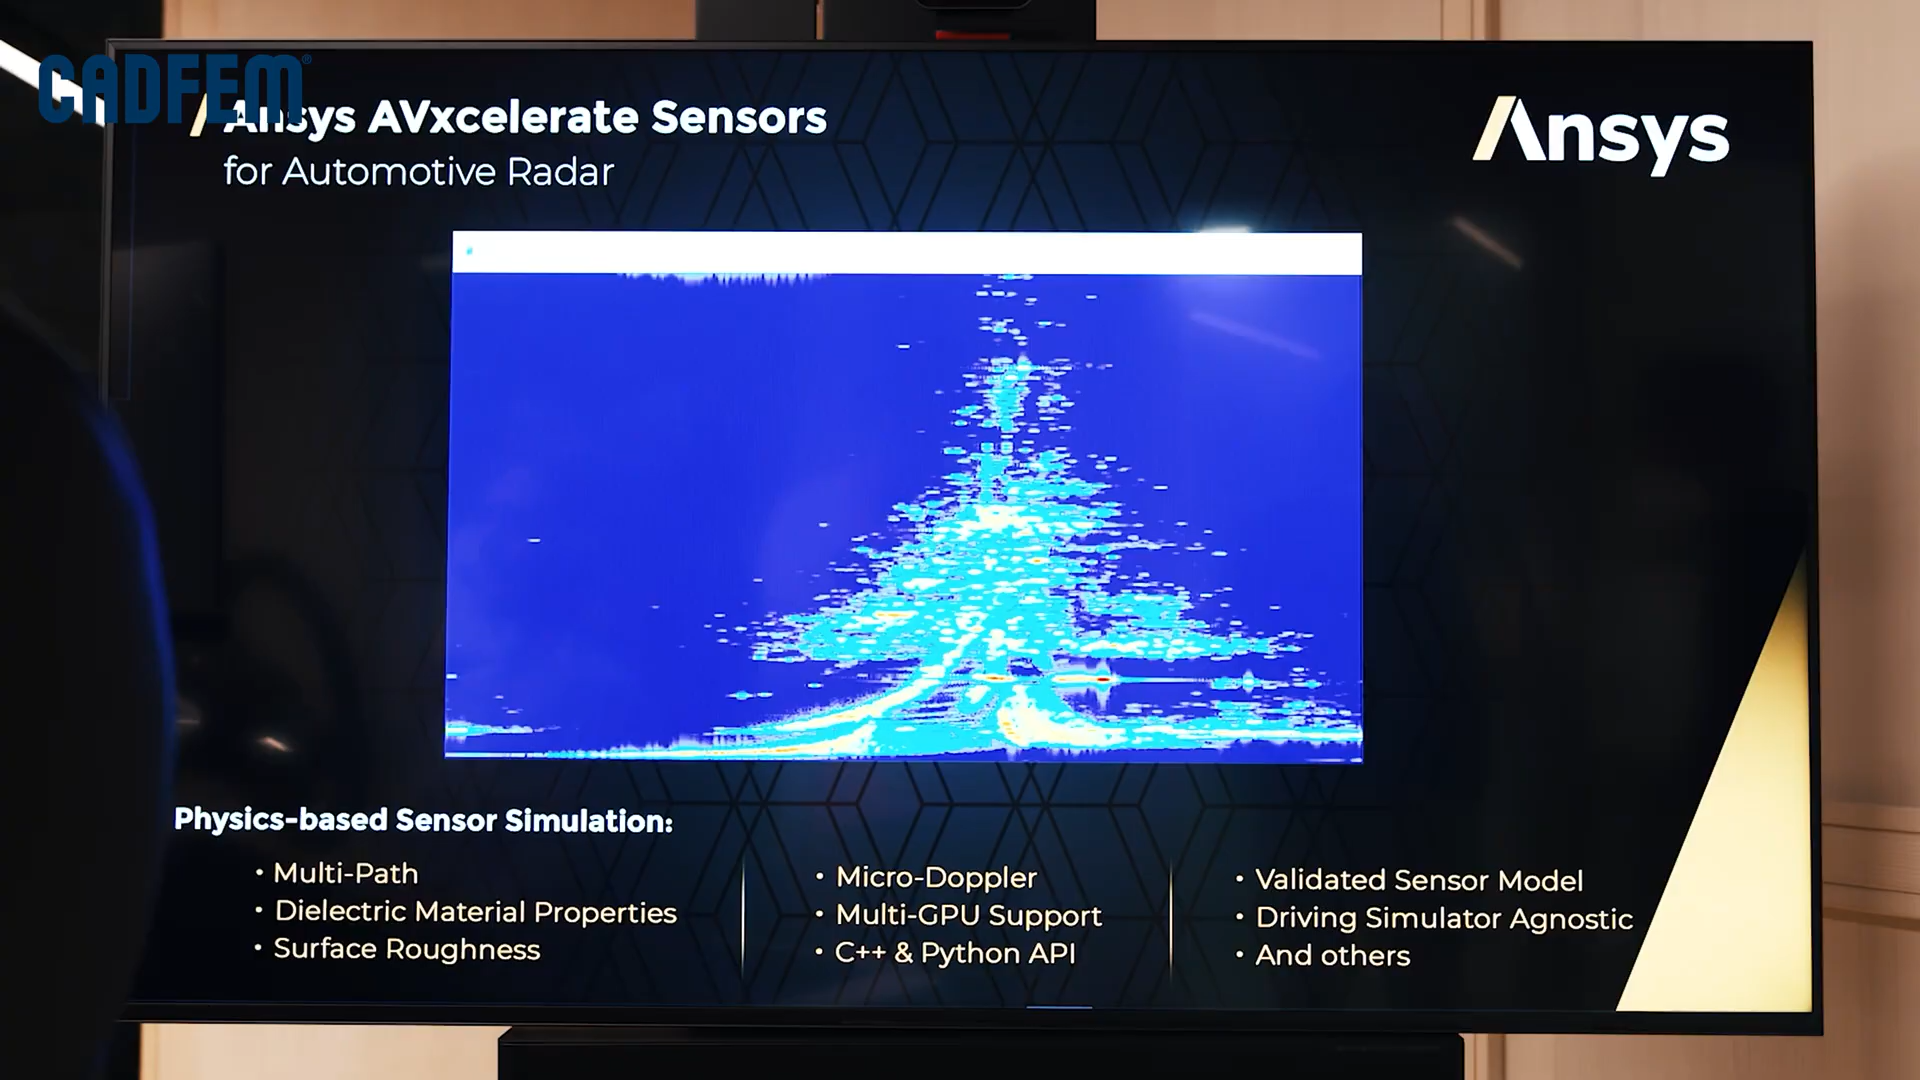 CADFEM®
Ansys AVxcelerate Sensors
for Automotive Radar
Ansys
Physics-based Sensor Simulation:
• Multi-Path
• Dielectric Material Properties
• Surface Roughness
• Micro-Doppler
• Multi-GPU Support
• C++ & Python API
• Validated Sensor Model
• Driving Simulator Agnostic
• And others